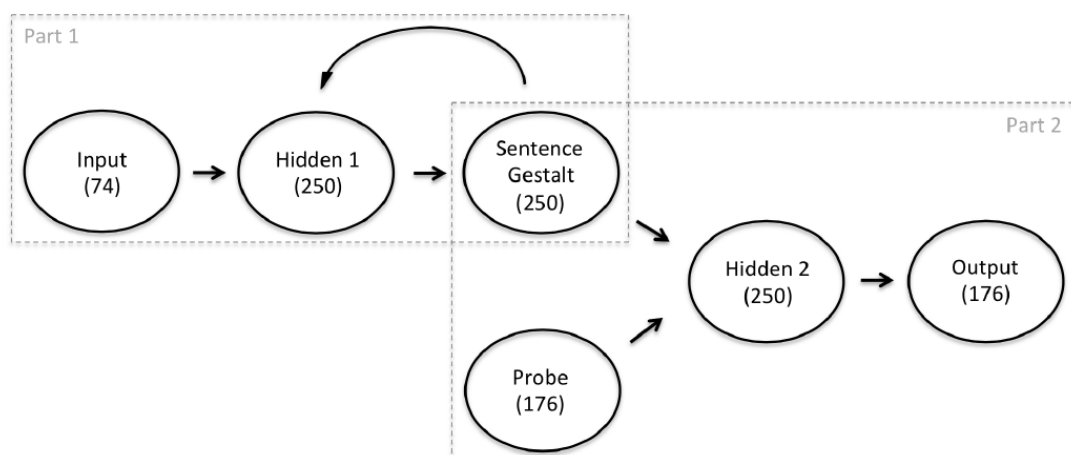 Part 1
Input
(74)
Hidden 1
(250)
Sentence
Gestalt
(250)
Part 2
Hidden 2
(250)
Output
(176)
Probe
(176)